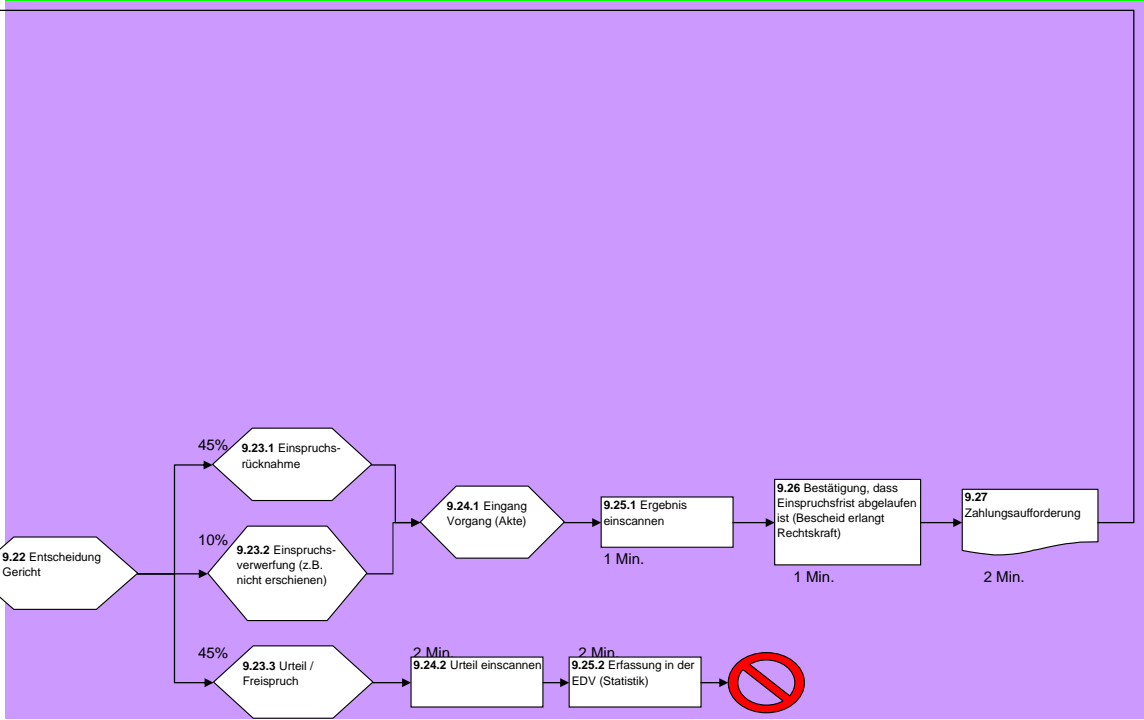 9.22 Entscheidung
Gericht
45%
9.23.1 Einspruchs-
rücknahme
10%
9.23.2 Einspruchs-
verwerfung (z.B.
nicht erschienen)
45%
9.23.3 Urteil /
Freispruch
9.24.1 Eingang
Vorgang (Akte)
9.25.1 Ergebnis
einscannen
1 Min.
9.26 Bestätigung, dass
Einspruchsfrist abgelaufen
ist (Bescheid erlangt
Rechtskraft)
1 Min.
9.27
Zahlungsaufforderung
2 Min.
2 Min.
9.24.2 Urteil einscannen
2 Min.
9.25.2 Erfassung in der
EDV (Statistik)